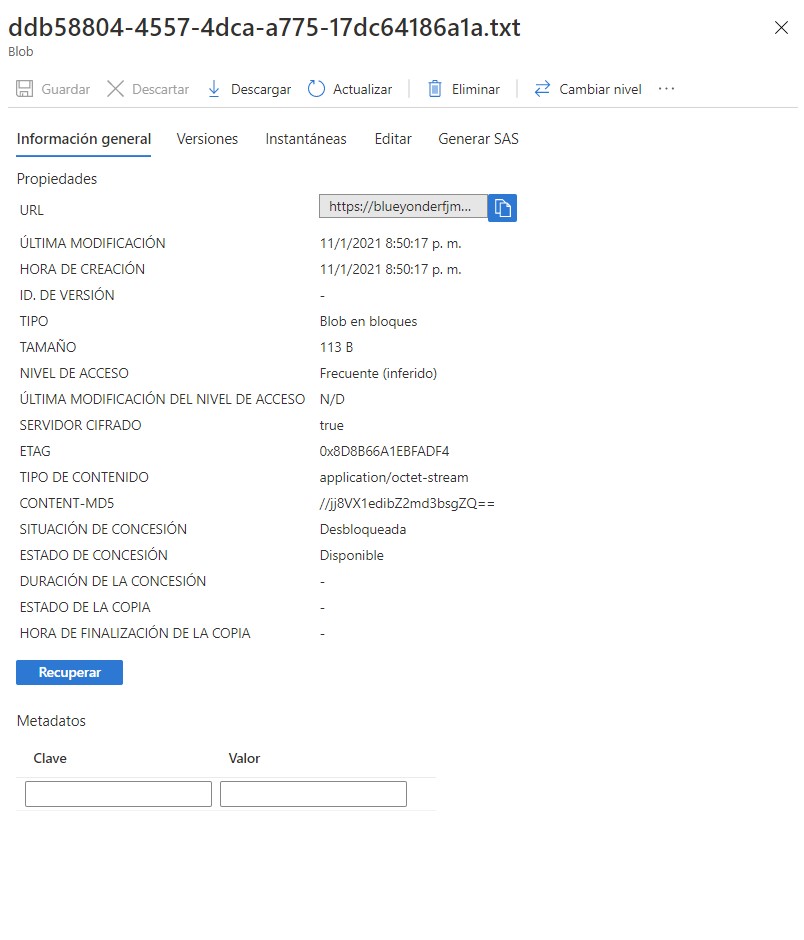 ddb58804-4557-4dca-a775-17dc64186a1a.txt
Blob
Guardar Descartar Descargar Actualizar Eliminar Cambiar nivel ...
Información general Versiones Instantáneas Editar Generar SAS
Propiedades
URL https://blueyonderfjm...
ÚLTIMA MODIFICACIÓN 11/1/2021 8:50:17 p. m.
HORA DE CREACIÓN 11/1/2021 8:50:17 p. m.
ID. DE VERSIÓN -
TIPO Blob en bloques
TAMAÑO 113 B
NIVEL DE ACCESO Frecuente (inferido)
ÚLTIMA MODIFICACIÓN DEL NIVEL DE ACCESO N/D
SERVIDOR CIFRADO true
ETAG 0x8D8B66A1EBFADF4
TIPO DE CONTENIDO application/octet-stream
CONTENT-MD5 //jj8VX1edibZ2md3bsgZQ==
SITUACIÓN DE CONCESIÓN Desbloqueada
ESTADO DE CONCESIÓN Disponible
DURACIÓN DE LA CONCESIÓN -
ESTADO DE LA COPIA -
HORA DE FINALIZACIÓN DE LA COPIA -
Recuperar
Metadatos
Clave Valor